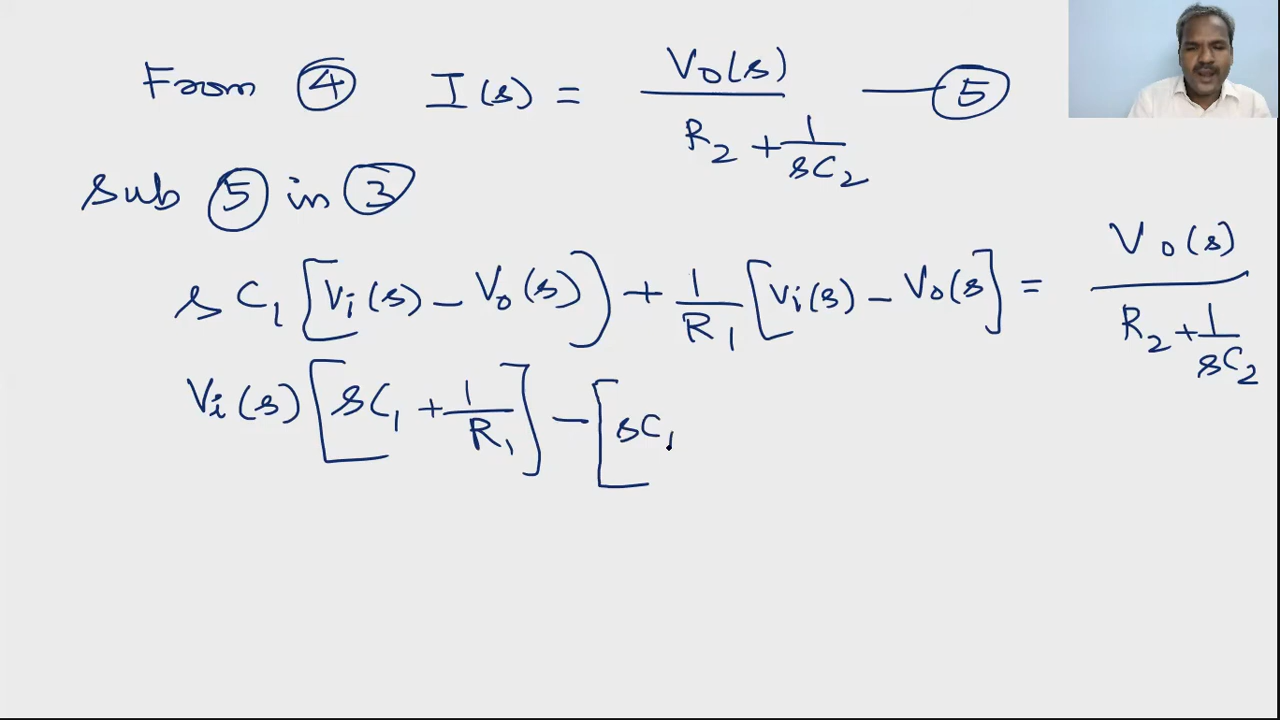 From ④ I(s) = V₀(s) / (R₂ + 1/sC₂) — ⑤
Sub ⑤ in ③
sC₁ [Vᵢ(s) - V₀(s)) + 1/R₁ [Vᵢ(s) - V₀(s] = V₀(s) / (R₂ + 1/sC₂)
Vᵢ(s) [sC₁ + 1/R₁] - [sC₁